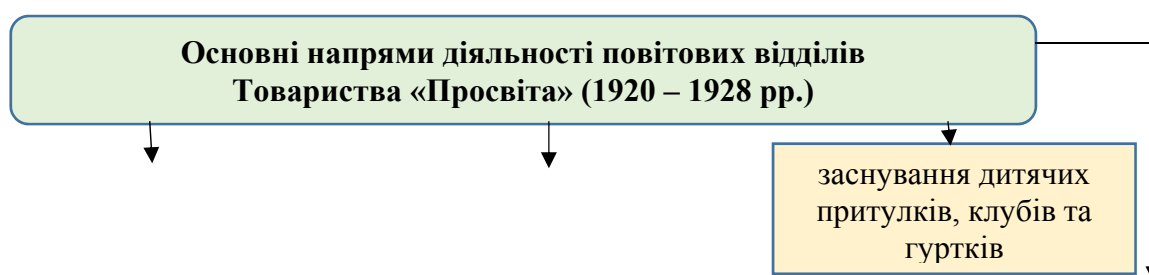 Основні напрями діяльності повітових відділів
Товариства «Просвіта» (1920 – 1928 рр.)
заснування дитячих
притулків, клубів та
гуртків